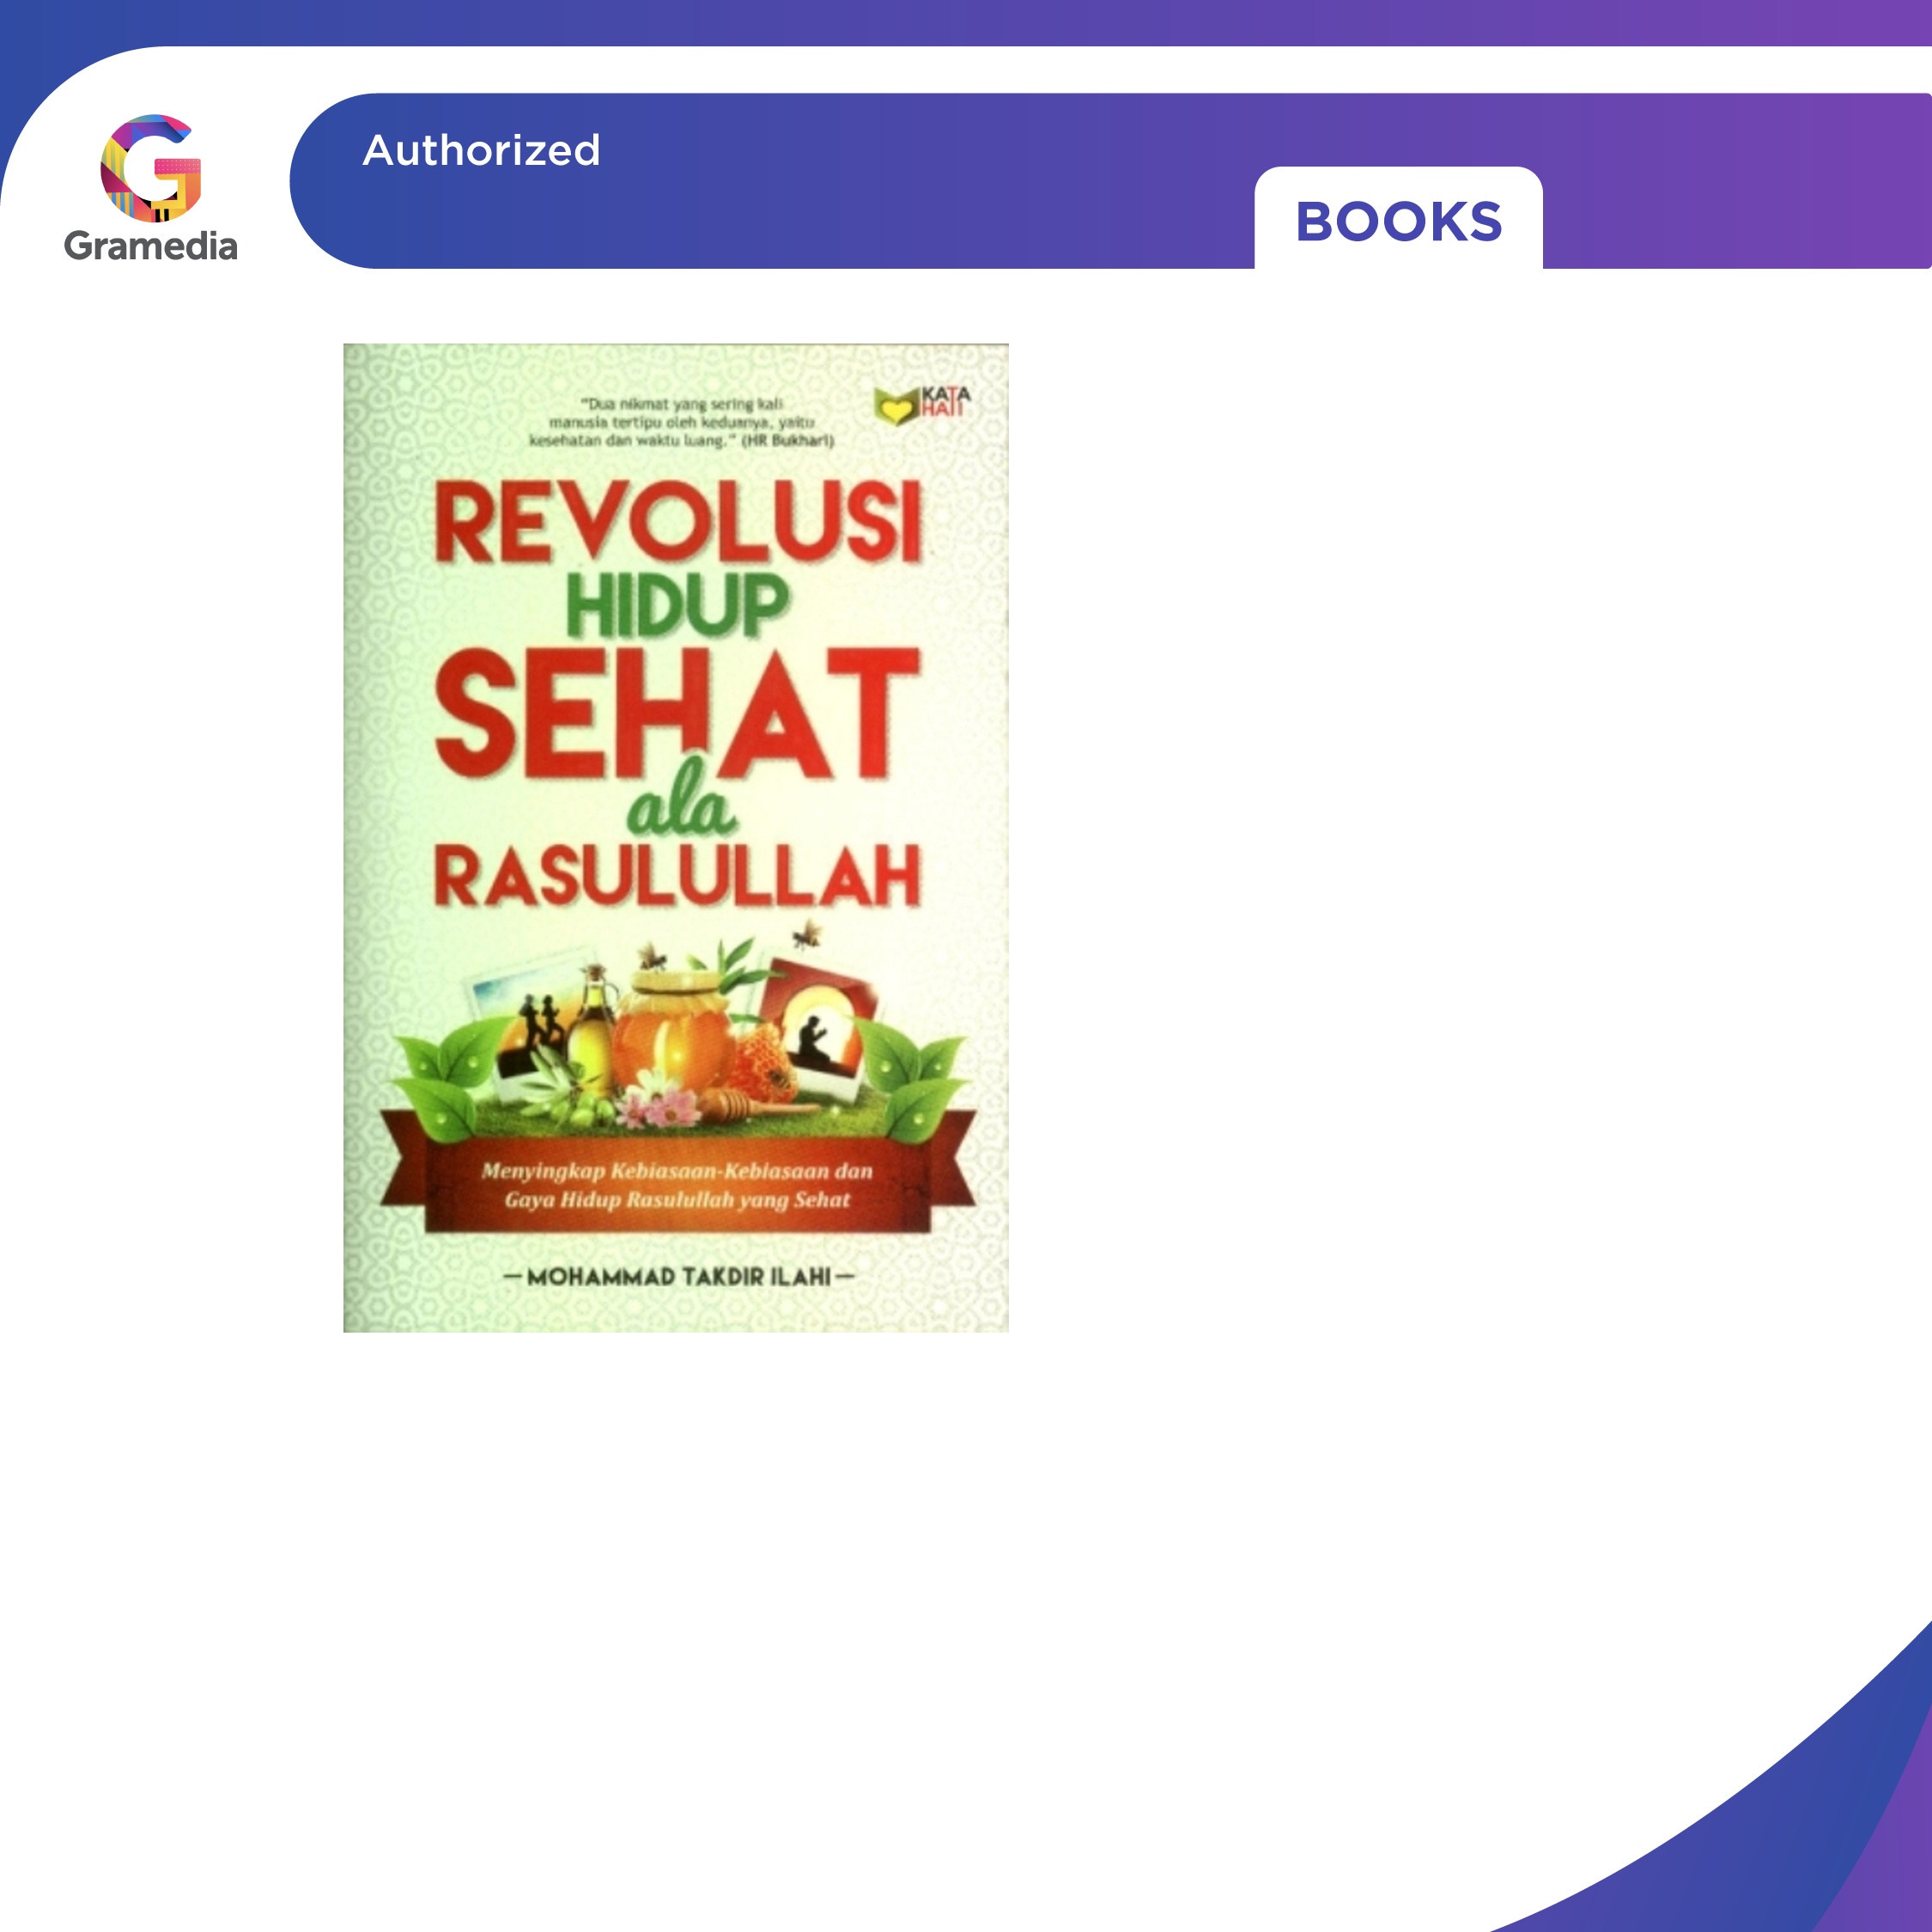 Gramedia
Authorized
BOOKS
"Dua nikmat yang sering kali
manusia tertipu oleh keduanya, yaitu
kesehatan dan waktu luang." (HR Bukhari)
KATA
HATI
REVOLUSI
HIDUP
SEHAT
ala
RASULULLAH
Menyingkap Kebiasaan-Kebiasaan dan
Gaya Hidup Rasulullah yang Sehat
—MOHAMMAD TAKDIR ILAHI—